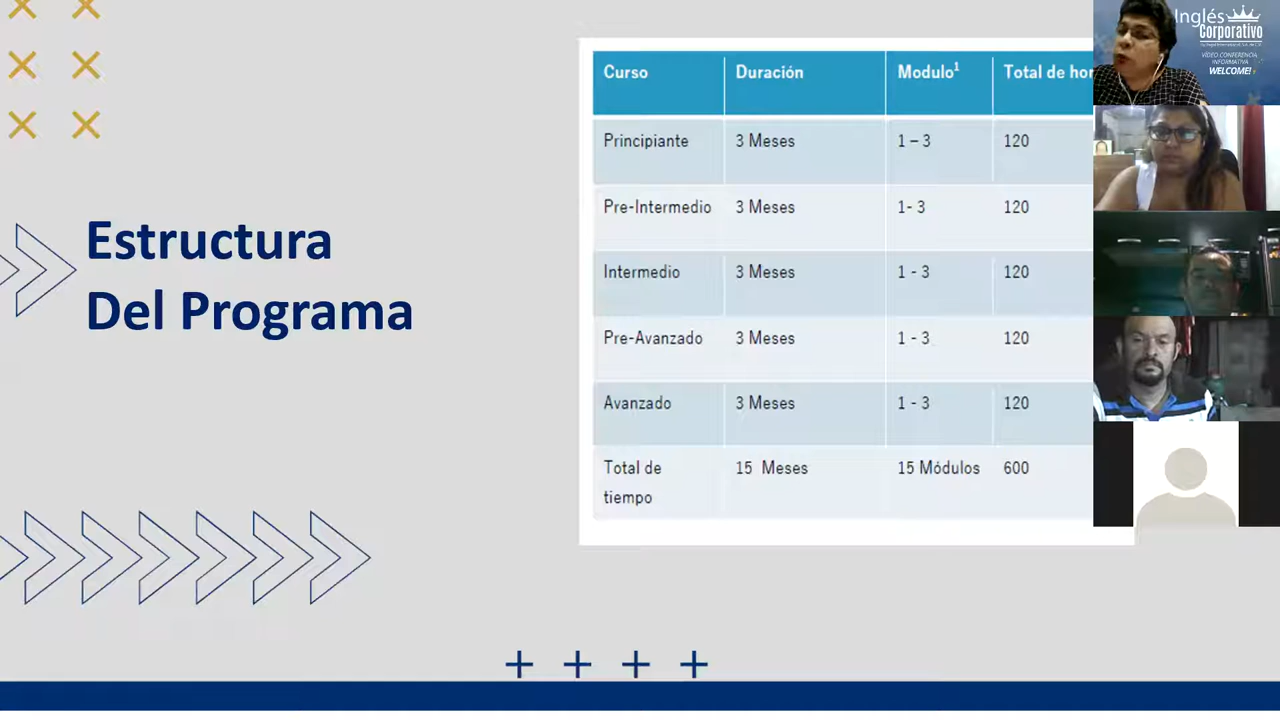 Estructura
Del Programa
Curso Duración Modulo¹ Total de hor
Principiante 3 Meses 1 – 3 120
Pre-Intermedio 3 Meses 1- 3 120
Intermedio 3 Meses 1 - 3 120
Pre-Avanzado 3 Meses 1 - 3 120
Avanzado 3 Meses 1 - 3 120
Total de tiempo 15 Meses 15 Módulos 600
Inglés
Corporativo
VÍDEO CONFERENCIA
INFORMATIVA
WELCOME!